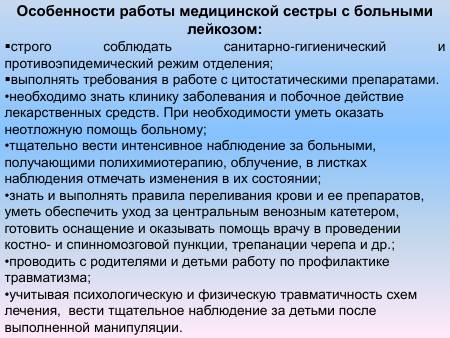 Особенности работы медицинской сестры с больными
лейкозом:
▪строго соблюдать санитарно-гигиенический и
противоэпидемический режим отделения;
▪выполнять требования в работе с цитостатическими препаратами.
•необходимо знать клинику заболевания и побочное действие
лекарственных средств. При необходимости уметь оказать
неотложную помощь больному;
•тщательно вести интенсивное наблюдение за больными,
получающими полихимиотерапию, облучение, в листках
наблюдения отмечать изменения в их состоянии;
•знать и выполнять правила переливания крови и ее препаратов,
уметь обеспечить уход за центральным венозным катетером,
готовить оснащение и оказывать помощь врачу в проведении
костно- и спинномозговой пункции, трепанации черепа и др.;
•проводить с родителями и детьми работу по профилактике
травматизма;
•учитывая психологическую и физическую травматичность схем
лечения, вести тщательное наблюдение за детьми после
выполненной манипуляции.